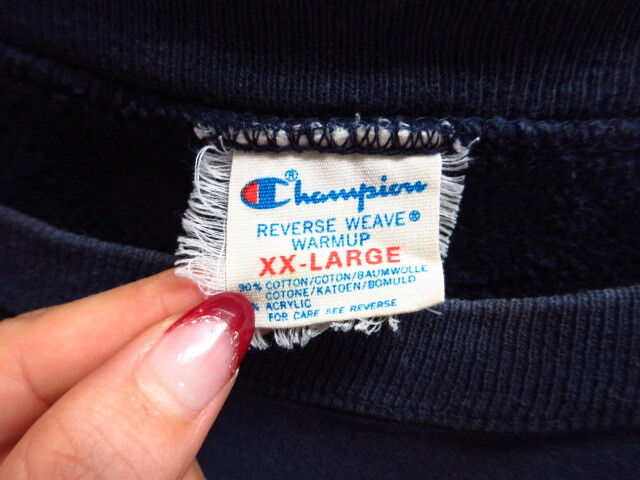 Champion®
REVERSE WEAVE®
WARMUP
XX-LARGE
90% COTTON/COTON/BAUMWOLLE
COTONE/KATOEN/BOMULD
% ACRYLIC
FOR CARE SEE REVERSE